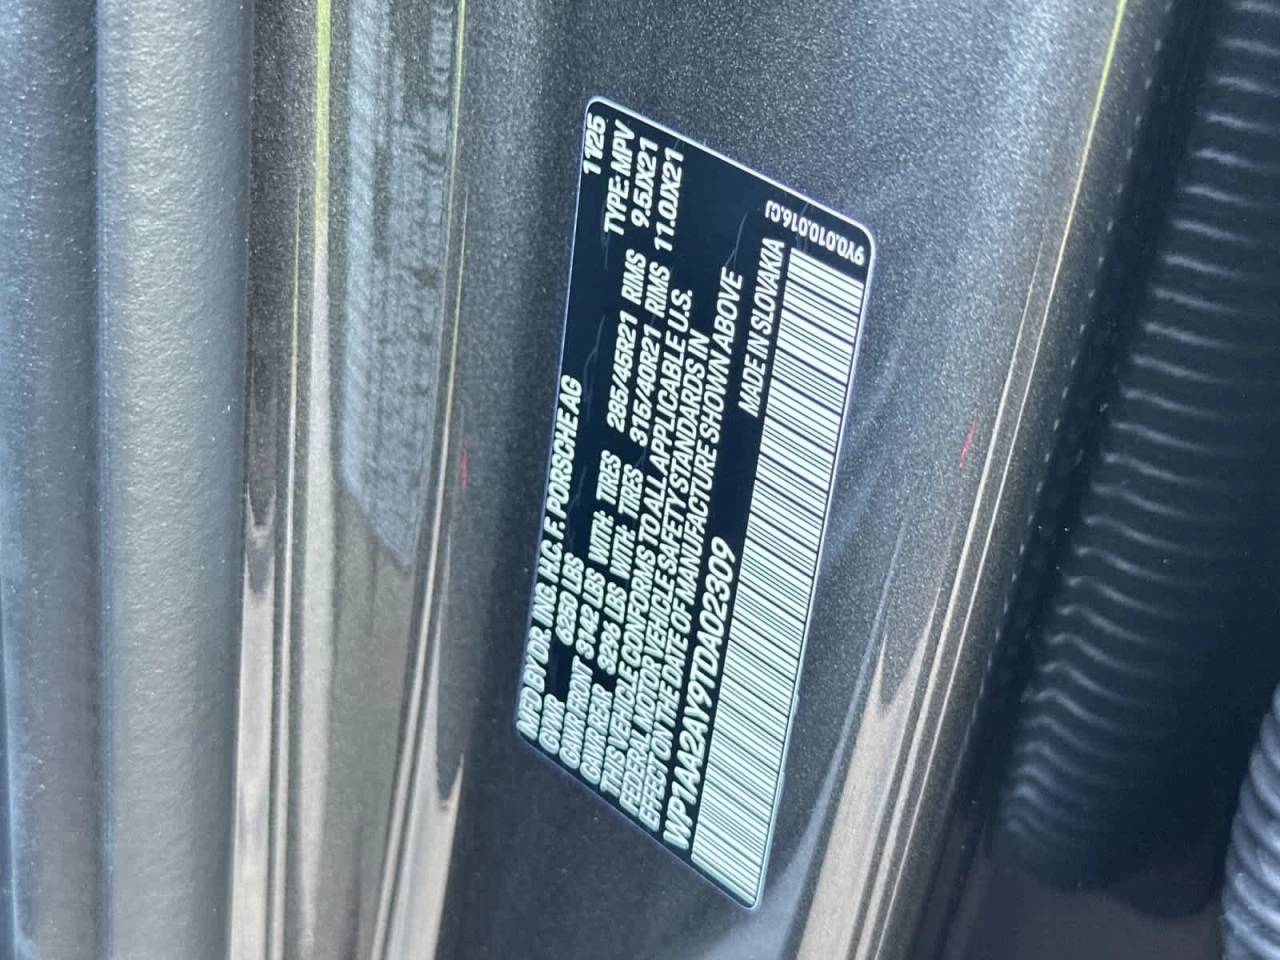 MFD BY/DR. ING. H.C. F. PORSCHE AG 11/25
GVWR 6250 LBS TYPE: MPV
GAWR FRONT 3142 LBS WITH: TIRES 285/45R21 RIMS 9.5JX21
GAWR REAR 3296 LBS WITH: TIRES 315/40R21 RIMS 11.0JX21
THIS VEHICLE CONFORMS TO ALL APPLICABLE U.S.
FEDERAL MOTOR VEHICLE SAFETY STANDARDS IN
EFFECT ON THE DATE OF MANUFACTURE SHOWN ABOVE
WP1AA2AY9TDA02309 MADE IN SLOVAKIA
9Y0.010.016.CJ